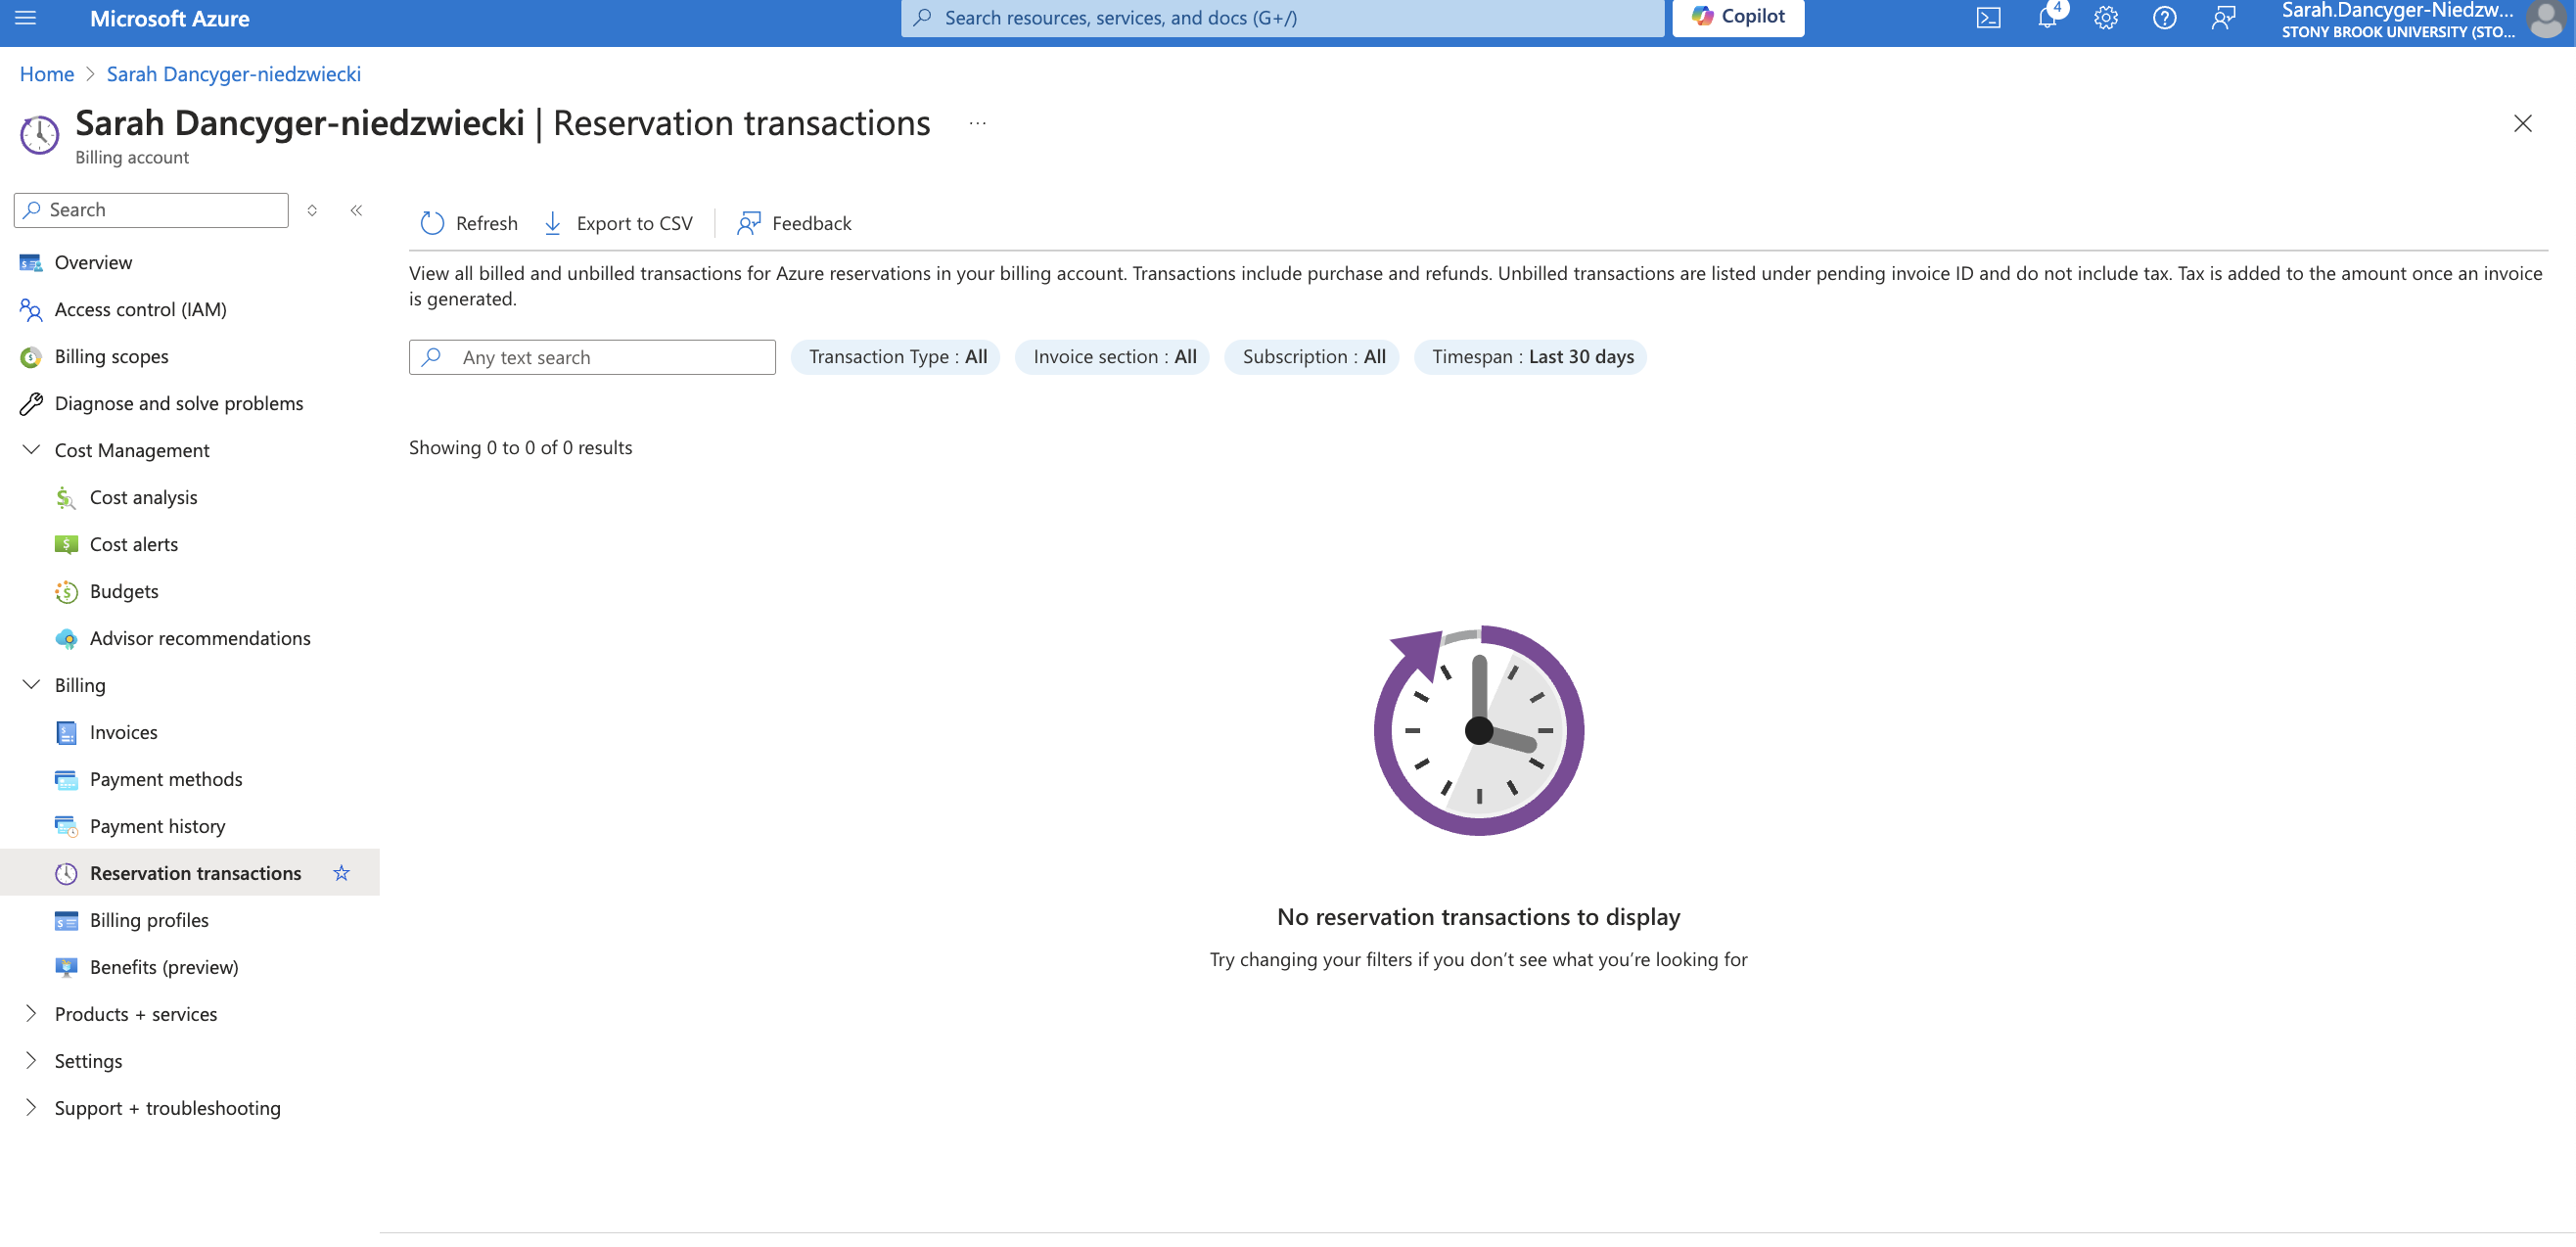 Microsoft Azure
Search resources, services, and docs (G+/)
Copilot
4
Sarah.Dancyger-Niedzw...
STONY BROOK UNIVERSITY (STO...
Home > Sarah Dancyger-niedzwiecki
Sarah Dancyger-niedzwiecki | Reservation transactions ...
Billing account
Search
Overview
Access control (IAM)
Billing scopes
Diagnose and solve problems
Cost Management
Cost analysis
Cost alerts
Budgets
Advisor recommendations
Billing
Invoices
Payment methods
Payment history
Reservation transactions
Billing profiles
Benefits (preview)
Products + services
Settings
Support + troubleshooting
Refresh
Export to CSV
Feedback
View all billed and unbilled transactions for Azure reservations in your billing account. Transactions include purchase and refunds. Unbilled transactions are listed under pending invoice ID and do not include tax. Tax is added to the amount once an invoice
is generated.
Any text search
Transaction Type : All
Invoice section : All
Subscription : All
Timespan : Last 30 days
Showing 0 to 0 of 0 results
No reservation transactions to display
Try changing your filters if you don’t see what you’re looking for